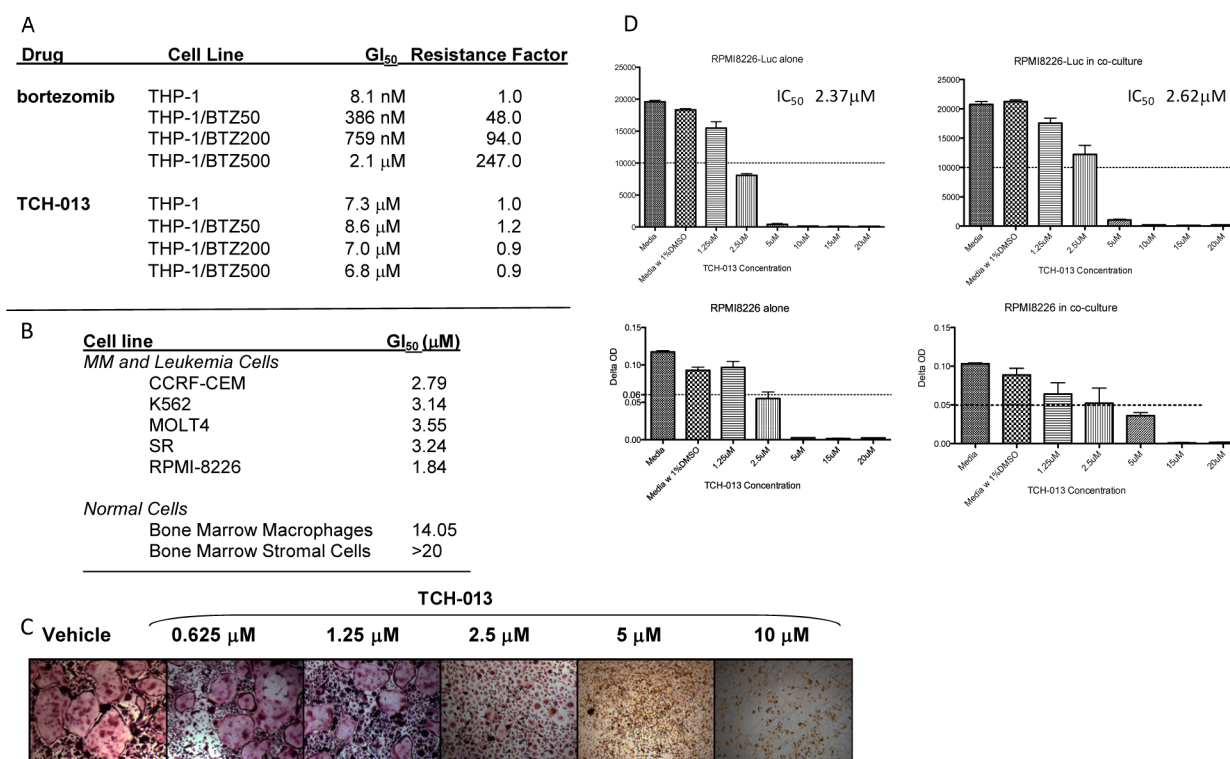 A
Drug Cell Line GI50 Resistance Factor
bortezomib THP-1 8.1 nM 1.0
THP-1/BTZ50 386 nM 48.0
THP-1/BTZ200 759 nM 94.0
THP-1/BTZ500 2.1 μM 247.0
TCH-013 THP-1 7.3 μM 1.0
THP-1/BTZ50 8.6 μM 1.2
THP-1/BTZ200 7.0 μM 0.9
THP-1/BTZ500 6.8 μM 0.9
B
Cell line GI50 (μM)
MM and Leukemia Cells
CCRF-CEM 2.79
K562 3.14
MOLT4 3.55
SR 3.24
RPMI-8226 1.84
Normal Cells
Bone Marrow Macrophages 14.05
Bone Marrow Stromal Cells >20
TCH-013
C Vehicle 0.625 μM 1.25 μM 2.5 μM 5 μM 10 μM
D
RPMI8226-Luc alone
IC50 2.37μM
25000
20000
15000
10000
5000
0
Media
Media w 1%DMSO
1.25uM
2.5UM
5uM
10uM
15uM
20uM
TCH-013 Concentration
RPMI8226-Luc in co-culture
IC50 2.62μM
25000
20000
15000
10000
5000
0
Media
Media w 1%DMSO
1.25uM
2.5UM
5uM
10uM
15uM
20uM
TCH-013 Concentration
RPMI8226 alone
Delta OD
0.15
0.10
0.06
0.05
0.00
Media
Media w 1%DMSO
1.25uM
2.5uM
5uM
15uM
20uM
TCH-013 Concentration
RPMI8226 in co-culture
Delta OD
0.15
0.10
0.05
0.00
Media
Media w 1%DMSO
1.25uM
2.5uM
5uM
15uM
20uM
TCH-013 Concentration